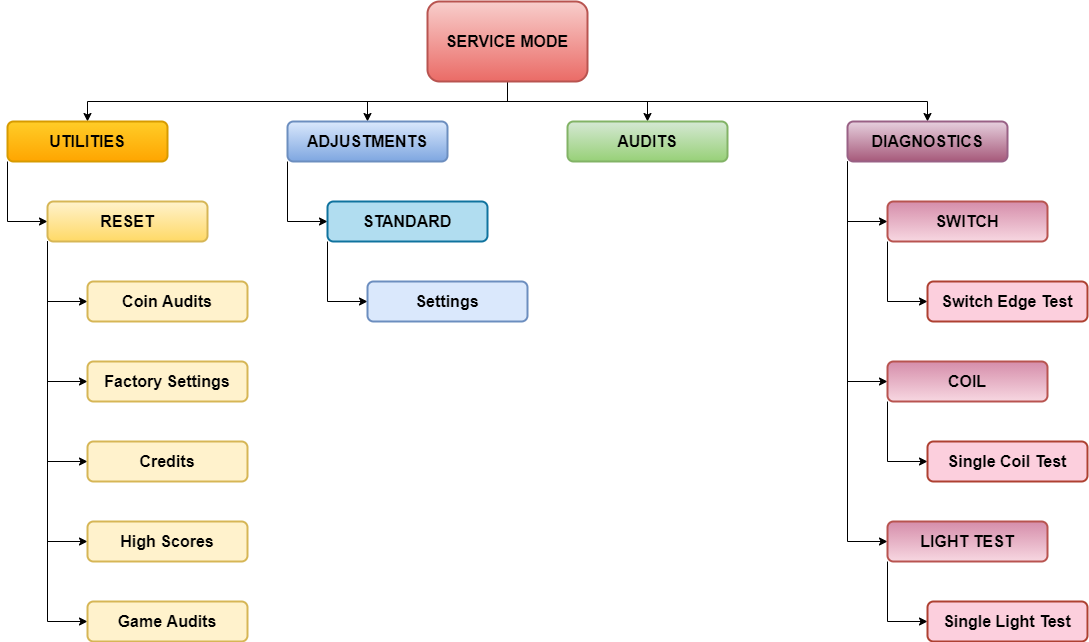 SERVICE MODE
UTILITIES
ADJUSTMENTS
AUDITS
DIAGNOSTICS
RESET
STANDARD
SWITCH
Coin Audits
Settings
Switch Edge Test
Factory Settings
COIL
Credits
Single Coil Test
High Scores
LIGHT TEST
Game Audits
Single Light Test